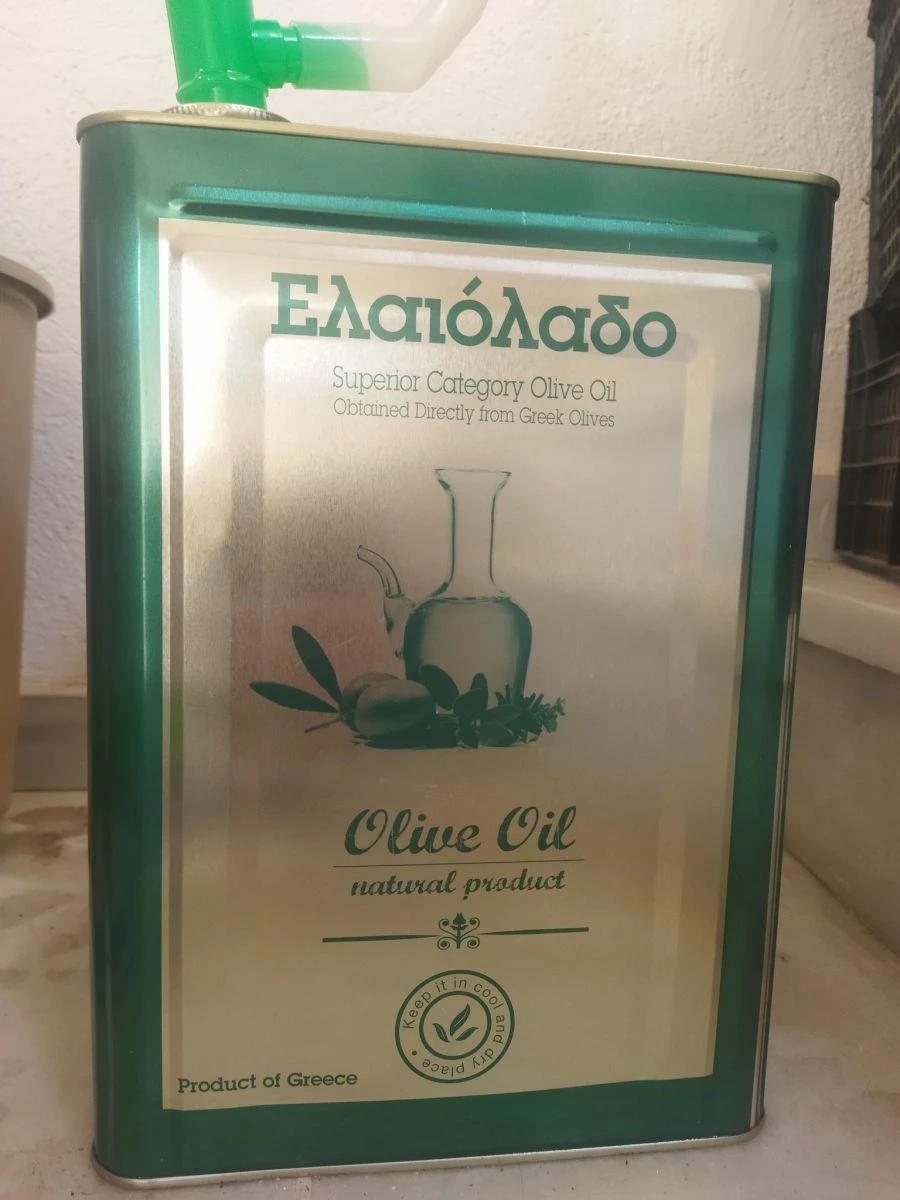 Ελαιόλαδο
Superior Category Olive Oil
Obtained Directly from Greek Olives
Olive Oil
natural product
Keep it in cool and dry place •
Product of Greece